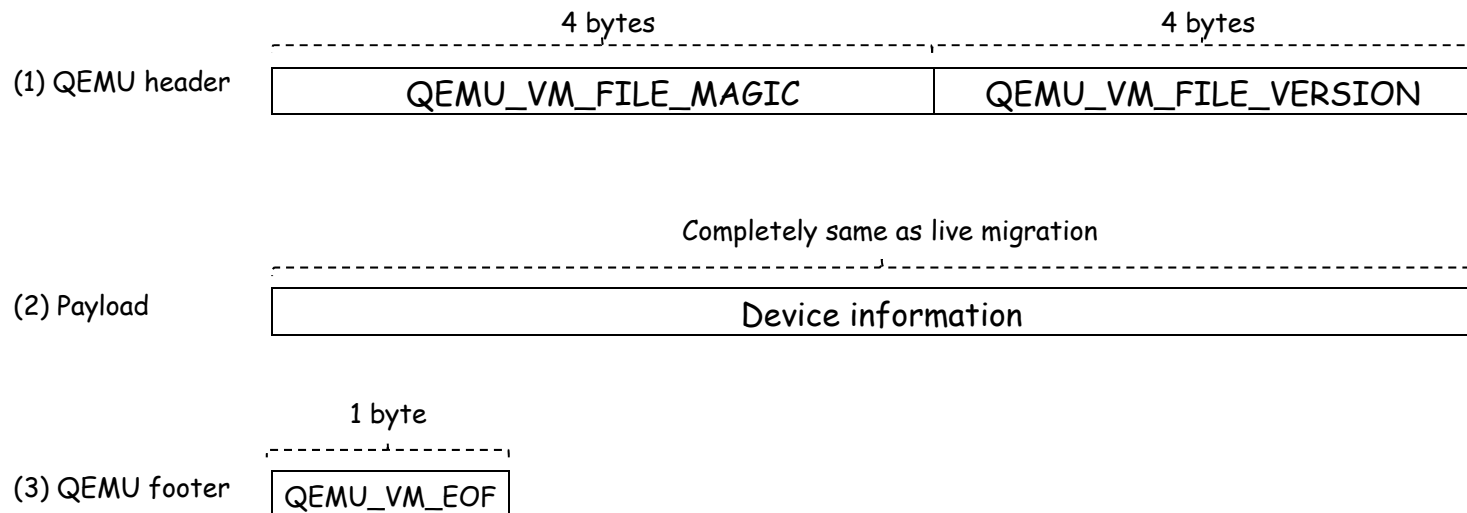 4 bytes 4 bytes
(1) QEMU header QEMU_VM_FILE_MAGIC QEMU_VM_FILE_VERSION
Completely same as live migration
(2) Payload Device information
1 byte
(3) QEMU footer QEMU_VM_EOF